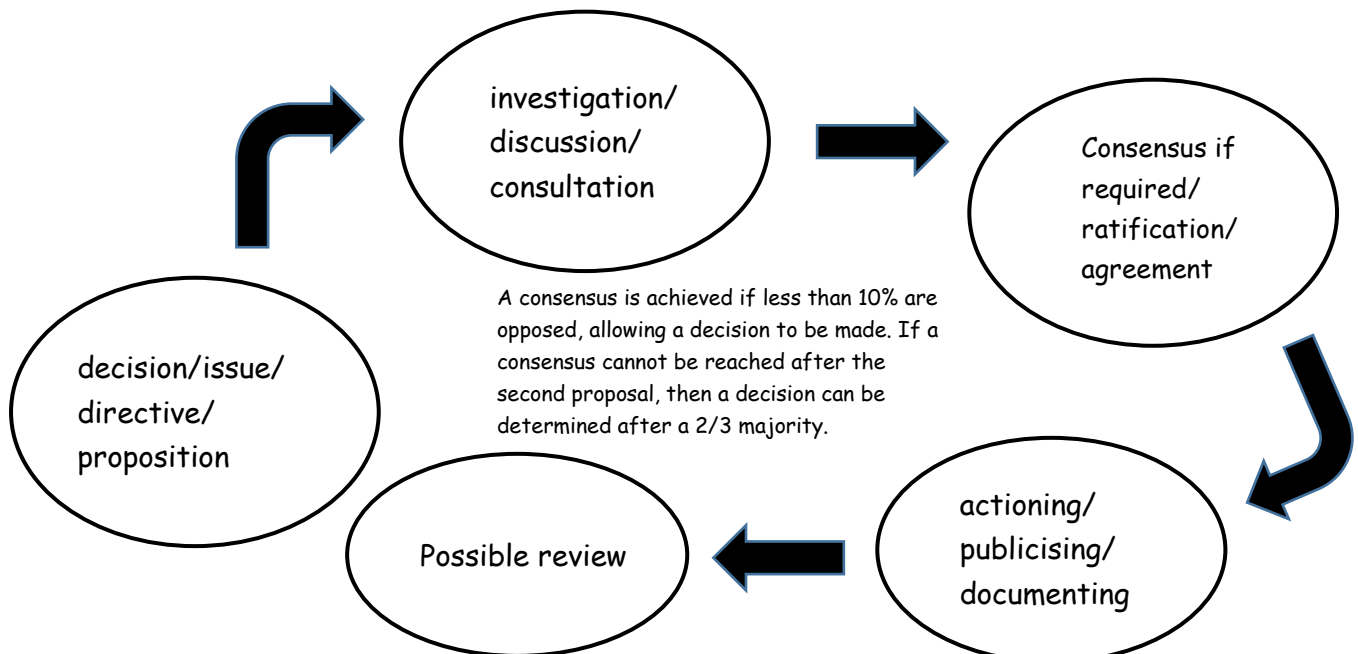 investigation/
discussion/
consultation
Consensus if
required/
ratification/
agreement
A consensus is achieved if less than 10% are
opposed, allowing a decision to be made. If a
consensus cannot be reached after the
second proposal, then a decision can be
determined after a 2/3 majority.
decision/issue/
directive/
proposition
actioning/
publicising/
documenting
Possible review